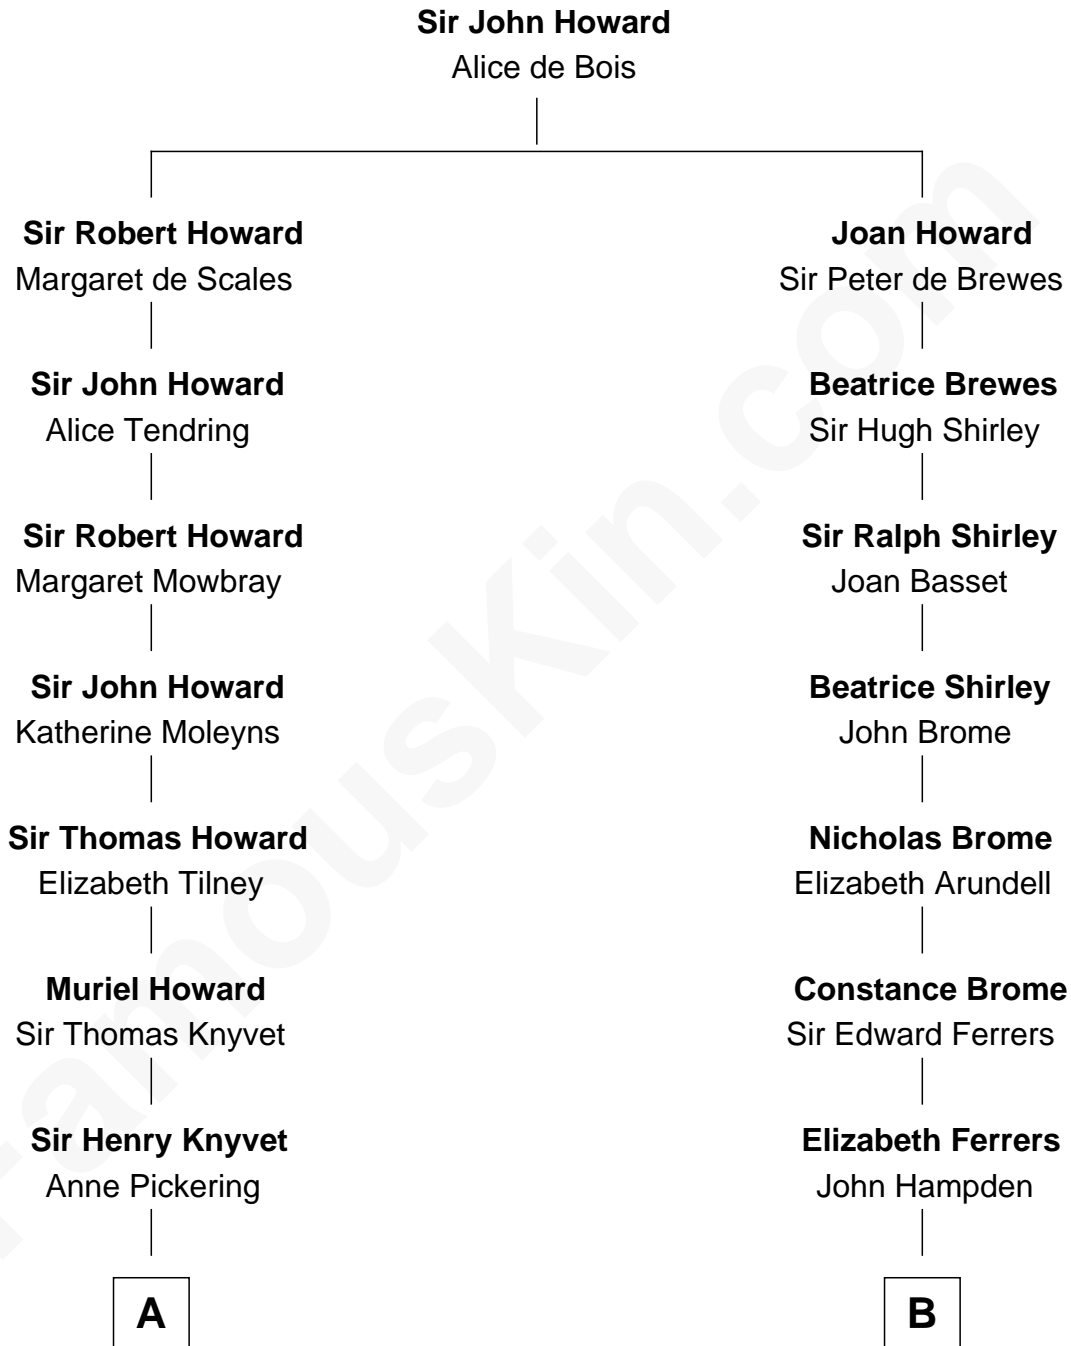 Sir John Howard
Alice de Bois
Sir Robert Howard
Margaret de Scales
Joan Howard
Sir Peter de Brewes
Sir John Howard
Alice Tendring
Beatrice Brewes
Sir Hugh Shirley
Sir Robert Howard
Margaret Mowbray
Sir Ralph Shirley
Joan Basset
Sir John Howard
Katherine Moleyns
Beatrice Shirley
John Brome
Sir Thomas Howard
Elizabeth Tilney
Nicholas Brome
Elizabeth Arundell
Muriel Howard
Sir Thomas Knyvet
Constance Brome
Sir Edward Ferrers
Sir Henry Knyvet
Anne Pickering
Elizabeth Ferrers
John Hampden
A
B
FamousKin.com